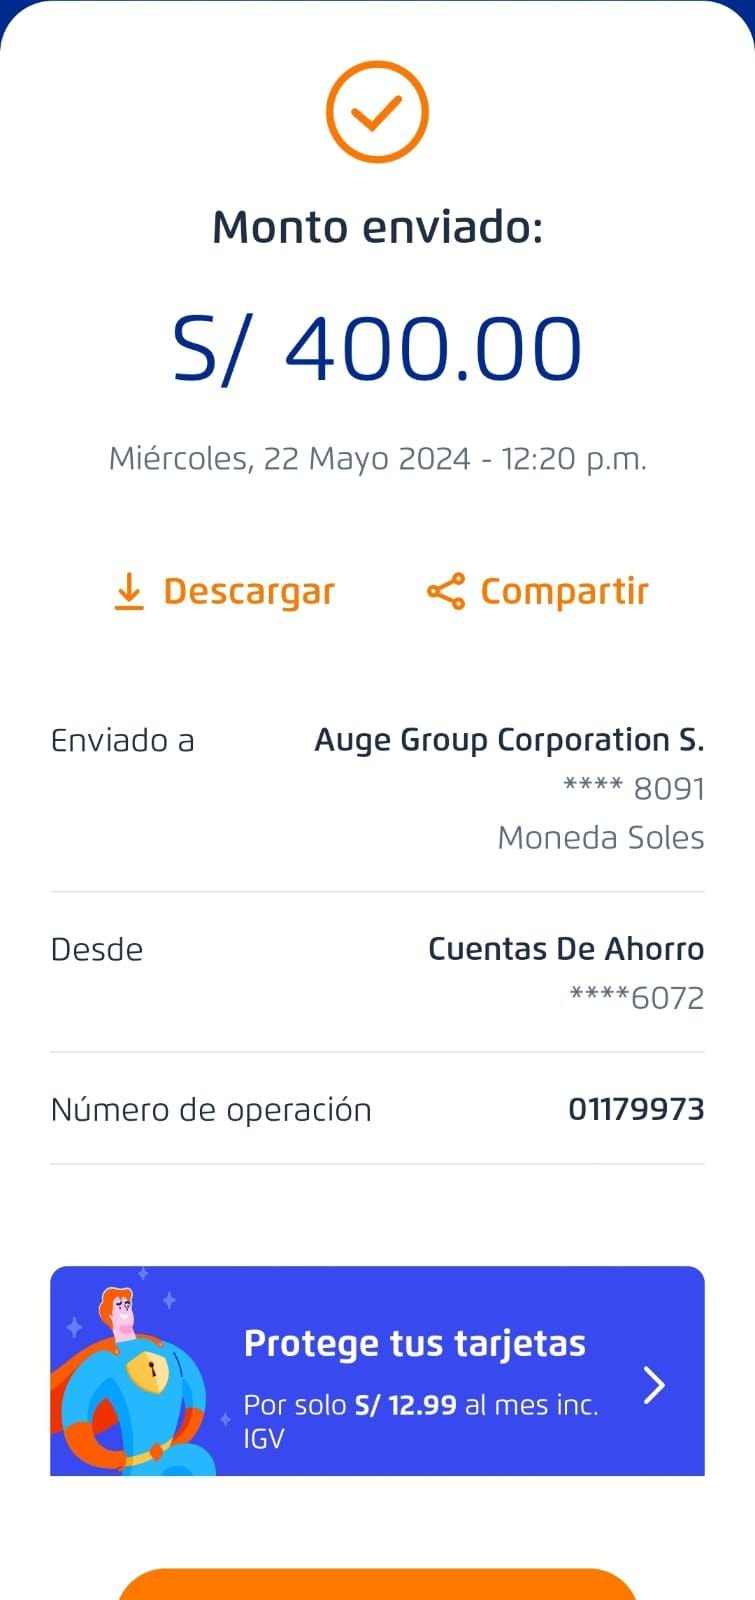 Monto enviado:
S/ 400.00
Miércoles, 22 Mayo 2024 - 12:20 p.m.
Descargar Compartir
Enviado a Auge Group Corporation S.
**** 8091
Moneda Soles
Desde Cuentas De Ahorro
****6072
Número de operación 01179973
Protege tus tarjetas
Por solo S/ 12.99 al mes inc.
IGV